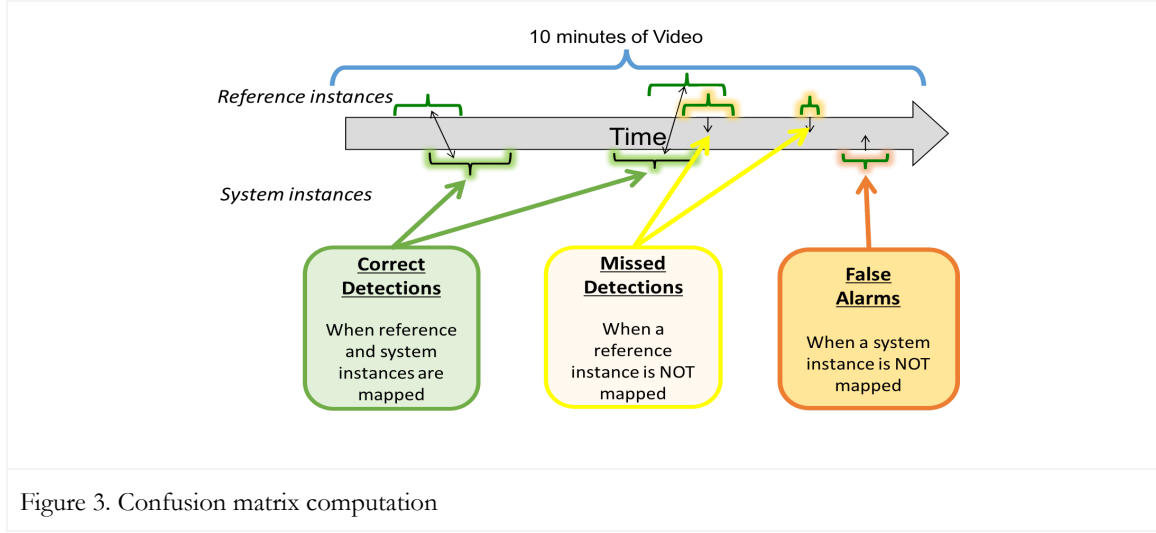 10 minutes of Video
Reference instances
Time
System instances
Correct
Detections
When reference
and system
instances are
mapped
Missed
Detections
When a
reference
instance is NOT
mapped
False
Alarms
When a system
instance is NOT
mapped
Figure 3. Confusion matrix computation